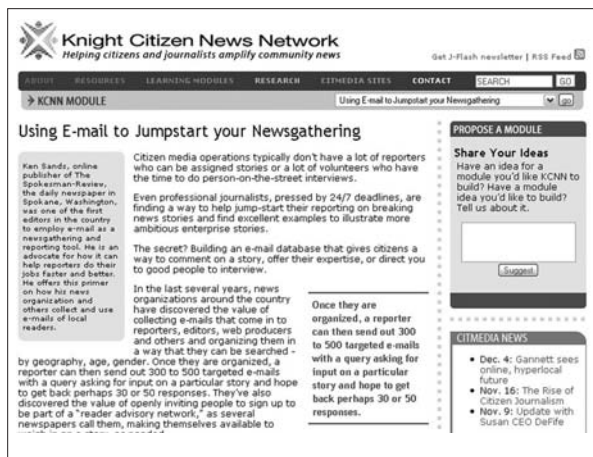 Knight Citizen News Network
Helping citizens and journalists amplify community news
Get J-Flash newsletter | RSS Feed
ABOUT RESOURCES LEARNING MODULES RESEARCH CITMEDIA SITES CONTACT SEARCH GO
→ KCNN MODULE
Using E-mail to Jumpstart your Newsgathering go
Using E-mail to Jumpstart your Newsgathering
Ken Sands, online
publisher of The
Spokesman-Review,
the daily newspaper in
Spokane, Washington,
was one of the first
editors in the country
to employ e-mail as a
newsgathering and
reporting tool. He is an
advocate for how it can
help reporters do their
jobs faster and better.
He offers this primer
on how his news
organization and
others collect and use
e-mails of local
readers.
Citizen media operations typically don't have a lot of reporters
who can be assigned stories or a lot of volunteers who have
the time to do person-on-the-street interviews.
Even professional journalists, pressed by 24/7 deadlines, are
finding a way to help jump-start their reporting on breaking
news stories and find excellent examples to illustrate more
ambitious enterprise stories.
The secret? Building an e-mail database that gives citizens a
way to comment on a story, offer their expertise, or direct you
to good people to interview.
In the last several years, news
organizations around the country
have discovered the value of
collecting e-mails that come in to
reporters, editors, web producers
and others and organizing them in
a way that they can be searched –
by geography, age, gender. Once they are organized, a
reporter can then send out 300 to 500 targeted e-mails
with a query asking for input on a particular story and hope
to get back perhaps 30 or 50 responses. They've also
discovered the value of openly inviting people to sign up to
be part of a "reader advisory network," as several
newspapers call them, making themselves available to
Once they are
organized, a reporter
can then send out 300
to 500 targeted e-mails
with a query asking for
input on a particular
story and hope to get
back perhaps 30 or 50
responses.
PROPOSE A MODULE
Share Your Ideas
Have an idea for a
module you'd like KCNN to
build? Have a module
idea you'd like to build?
Tell us about it.
Suggest
CITMEDIA NEWS
• Dec. 4: Gannett sees
online, hyperlocal
future
• Nov. 16: The Rise of
Citizen Journalism
• Nov. 9: Update with
Susan CEO DeFife